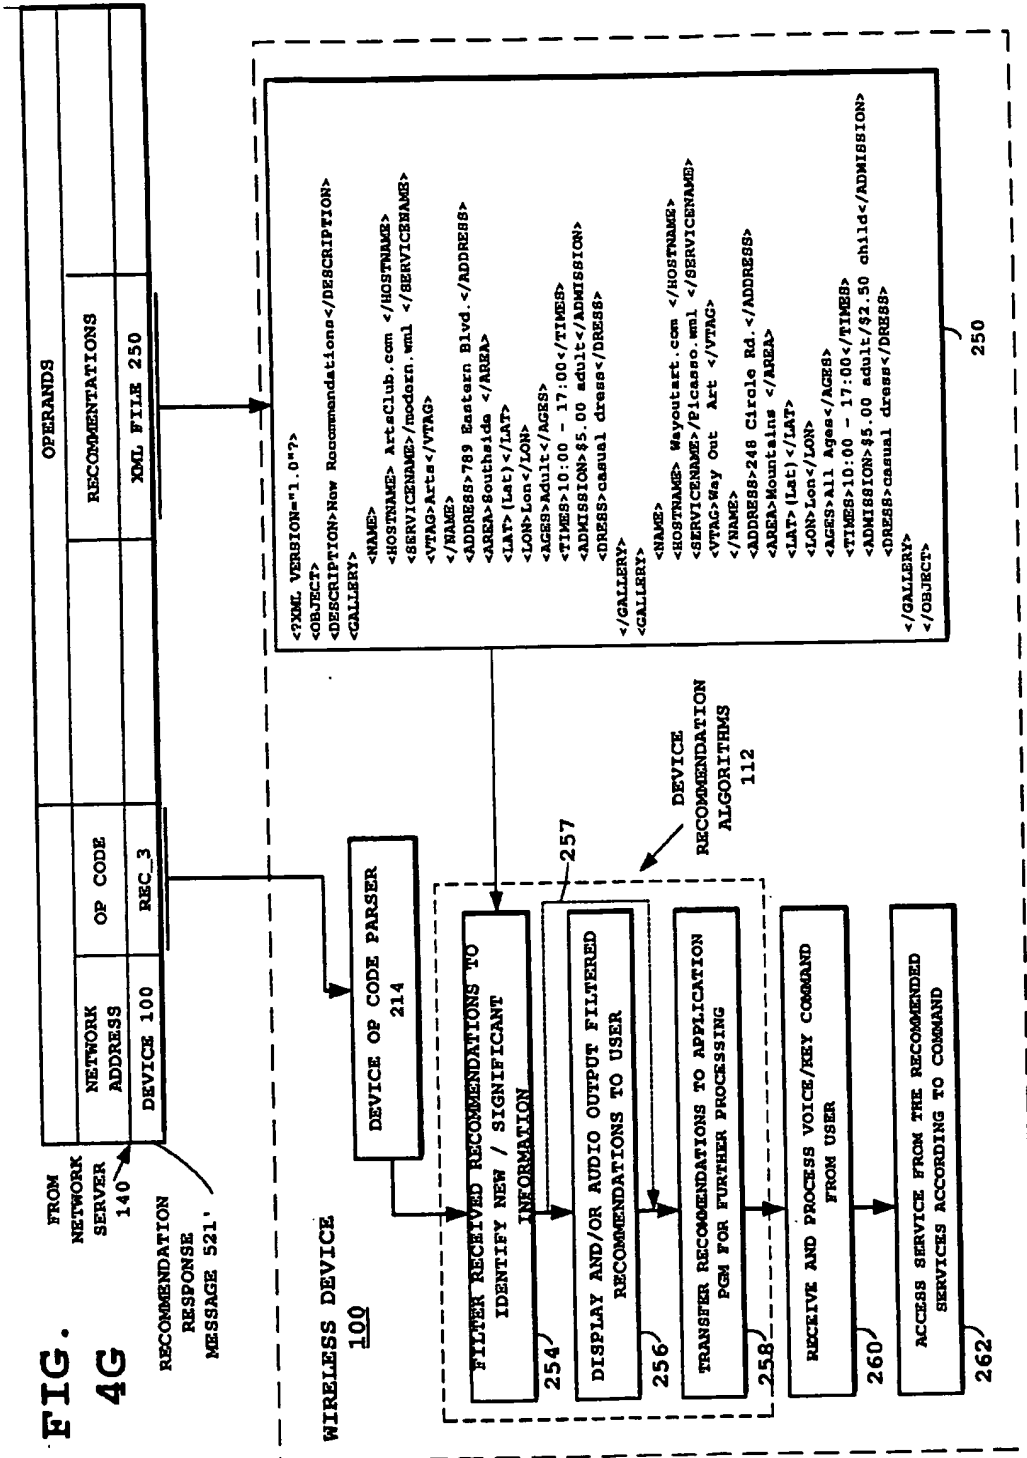 FIG.
4G
FROM
NETWORK
SERVER
140
RECOMMENDATION
RESPONSE
MESSAGE 521'
OPERANDS
NETWORK
ADDRESS
OP CODE
RECOMMENTATIONS
DEVICE 100
REC_3
XML FILE 250
WIRELESS DEVICE
100
DEVICE OP CODE PARSER
214
FILTER RECEIVED RECOMMENDATIONS TO
IDENTIFY NEW / SIGNIFICANT
INFORMATION
254
DISPLAY AND/OR AUDIO OUTPUT FILTERED
RECOMMENDATIONS TO USER
256
257
TRANSFER RECOMMENDATIONS TO APPLICATION
PGM FOR FURTHER PROCESSING
258
RECEIVE AND PROCESS VOICE/KEY COMMAND
FROM USER
260
ACCESS SERVICE FROM THE RECOMMENDED
SERVICES ACCORDING TO COMMAND
262
DEVICE
RECOMMENDATION
ALGORITHMS
112
<?XML VERSION="1.0"?>
<OBJECT>
<DESCRIPTION>New Recommendations</DESCRIPTION>
<GALLERY>
<NAME>
<HOSTNAME> ArtsClub.com </HOSTNAME>
<SERVICENAME>/modern.wml </SERVICENAME>
<VTAG>Arts</VTAG>
</NAME>
<ADDRESS>789 Eastern Blvd.</ADDRESS>
<AREA>Southside </AREA>
<LAT>(Lat)</LAT>
<LON>Lon</LON>
<AGES>Adult</AGES>
<TIMES>10:00 - 17:00</TIMES>
<ADMISSION>$5.00 adult</ADMISSION>
<DRESS>casual dress</DRESS>
</GALLERY>
<GALLERY>
<NAME>
<HOSTNAME> Wayoutart.com </HOSTNAME>
<SERVICENAME>/Picasso.wml </SERVICENAME>
<VTAG>Way Out Art </VTAG>
</NAME>
<ADDRESS>248 Circle Rd.</ADDRESS>
<AREA>Mountains </AREA>
<LAT>(Lat)</LAT>
<LON>Lon</LON>
<AGES>All Ages</AGES>
<TIMES>10:00 - 17:00</TIMES>
<ADMISSION>$5.00 adult/$2.50 child</ADMISSION>
<DRESS>casual dress</DRESS>
</GALLERY>
</OBJECT>
250